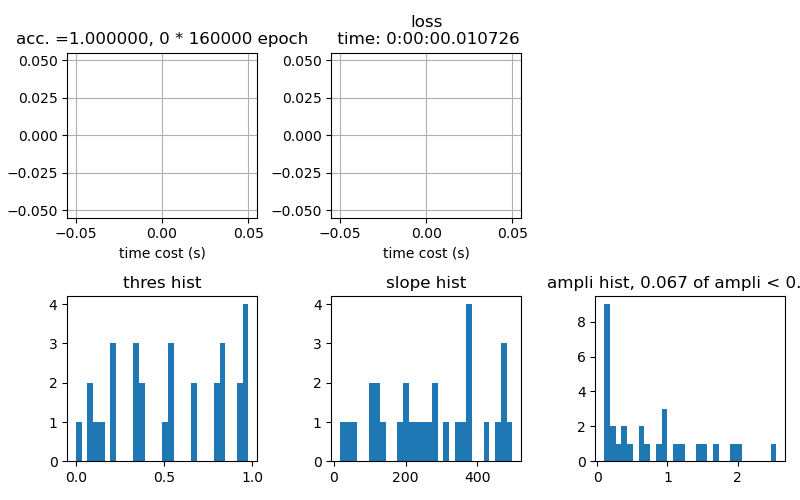 acc. =1.000000, 0 * 160000 epoch
0.050
0.025
0.000
−0.025
−0.050
−0.05 0.00 0.05
time cost (s)
loss
time: 0:00:00.010726
0.050
0.025
0.000
−0.025
−0.050
−0.05 0.00 0.05
time cost (s)
thres hist
4
3
2
1
0
0.0 0.5 1.0
slope hist
4
3
2
1
0
0 200 400
ampli hist, 0.067 of ampli < 0.
8
6
4
2
0
0 1 2